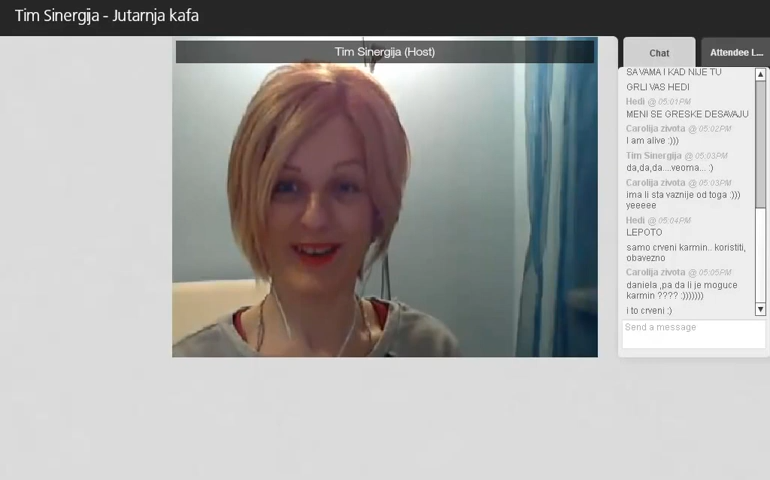 Tim Sinergija - Jutarnja kafa
Tim Sinergija (Host)
Chat
Attendee L...
SA VAMA I KAD NIJE TU
GRLI VAS HEDI
Hedi @ 05:01PM
MENI SE GRESKE DESAVAJU
Carolija zivota @ 05:02PM
I am alive :)))
Tim Sinergija @ 05:03PM
da,da,da....veoma... :)
Carolija zivota @ 05:03PM
ima li sta vaznije od toga :)))
yeeeee
Hedi @ 05:04PM
LEPOTO
samo crveni karmin.. koristiti,
obavezno
Carolija zivota @ 05:05PM
daniela ,pa da li je moguce
karmin ???? :)))))))
i to crveni :)
Send a message